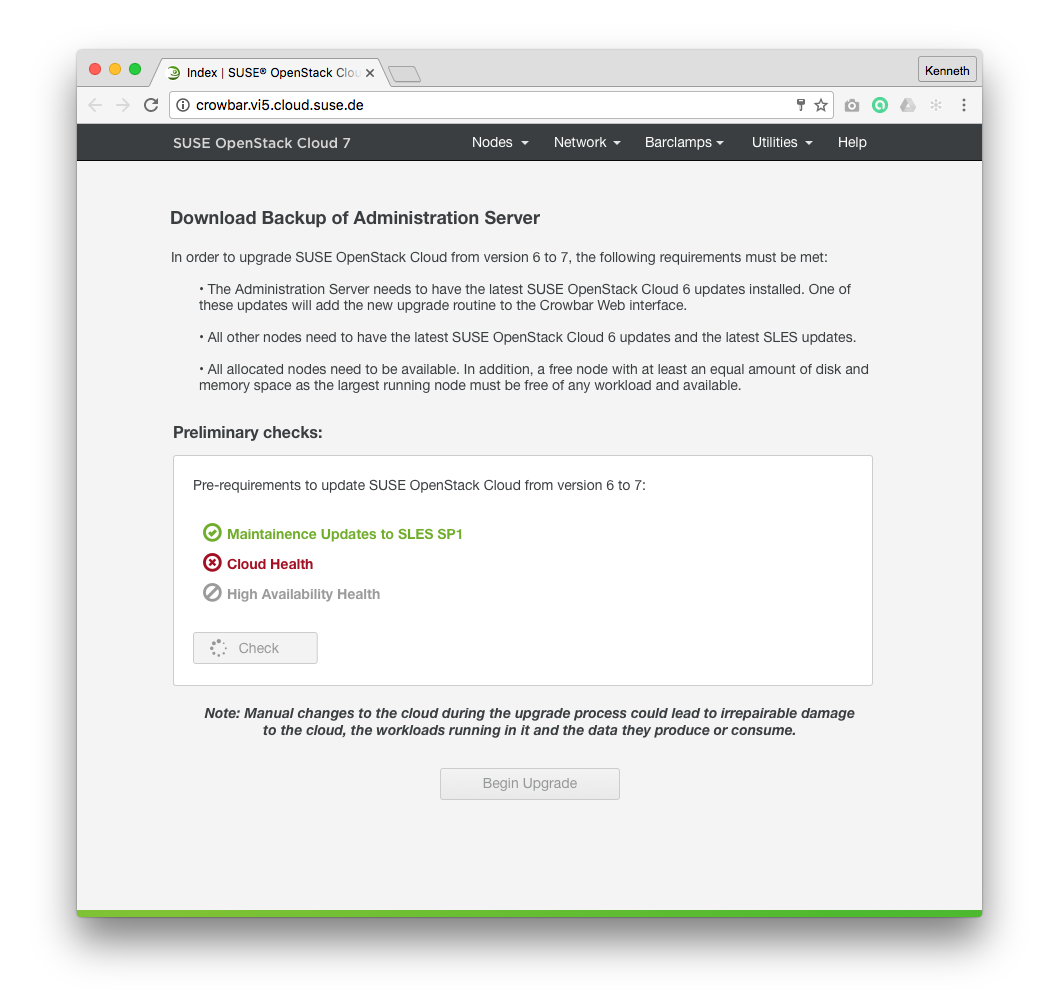 Index | SUSE® OpenStack Clou
Kenneth
crowbar.vi5.cloud.suse.de
SUSE OpenStack Cloud 7 Nodes Network Barclamps Utilities Help
Download Backup of Administration Server
In order to upgrade SUSE OpenStack Cloud from version 6 to 7, the following requirements must be met:
• The Administration Server needs to have the latest SUSE OpenStack Cloud 6 updates installed. One of
these updates will add the new upgrade routine to the Crowbar Web interface.
• All other nodes need to have the latest SUSE OpenStack Cloud 6 updates and the latest SLES updates.
• All allocated nodes need to be available. In addition, a free node with at least an equal amount of disk and
memory space as the largest running node must be free of any workload and available.
Preliminary checks:
Pre-requirements to update SUSE OpenStack Cloud from version 6 to 7:
Maintainence Updates to SLES SP1
Cloud Health
High Availability Health
Check
Note: Manual changes to the cloud during the upgrade process could lead to irrepairable damage
to the cloud, the workloads running in it and the data they produce or consume.
Begin Upgrade